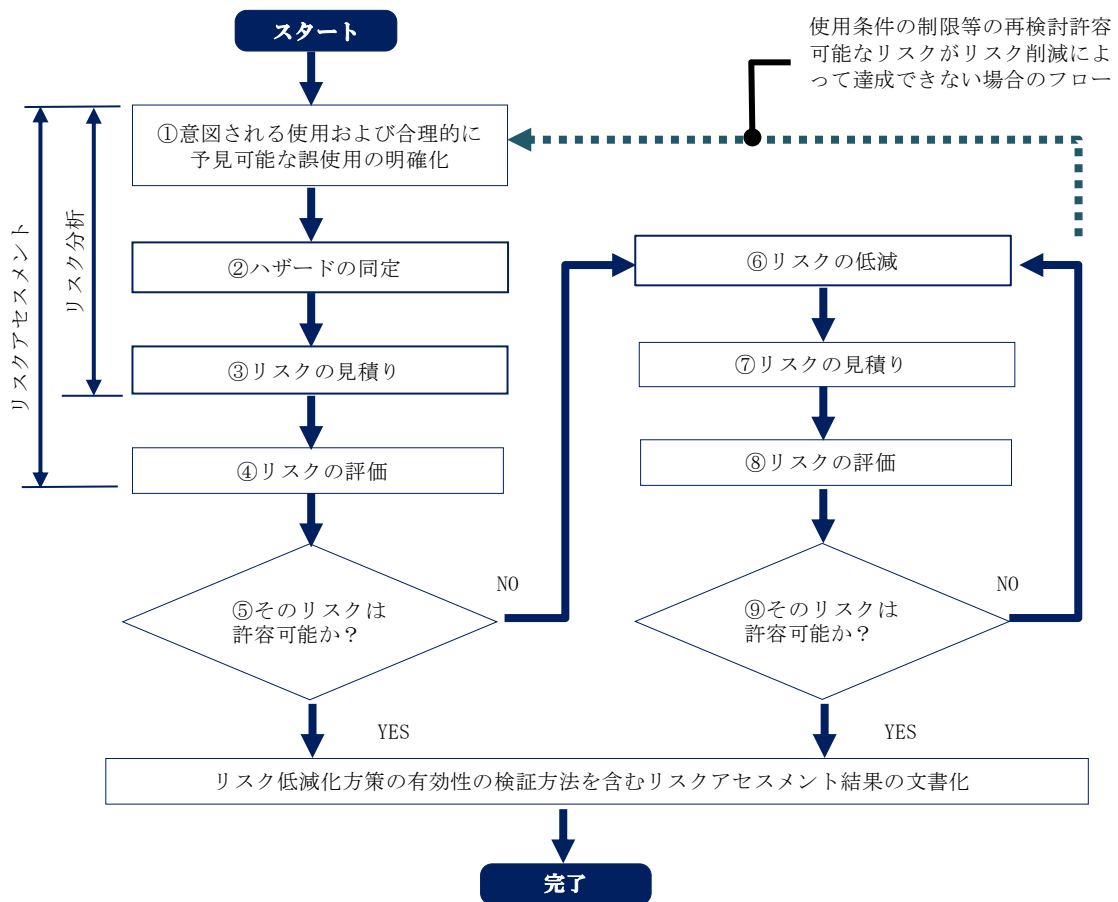 スタート
使用条件の制限等の再検討許容
可能なリスクがリスク削減によ
って達成できない場合のフロー
リスクアセスメント
リスク分析
①意図される使用および合理的に
予見可能な誤使用の明確化
②ハザードの同定
③リスクの見積り
④リスクの評価
⑤そのリスクは
許容可能か？
NO
YES
⑥リスクの低減
⑦リスクの見積り
⑧リスクの評価
⑨そのリスクは
許容可能か？
NO
YES
リスク低減化方策の有効性の検証方法を含むリスクアセスメント結果の文書化
完了